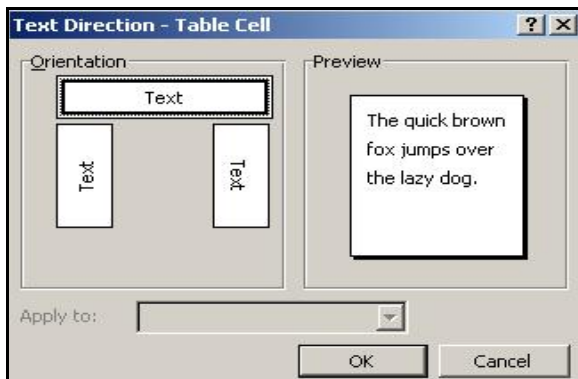 Text Direction - Table Cell
Orientation
Preview
Text
Text
Text
The quick brown
fox jumps over
the lazy dog.
Apply to:
OK
Cancel